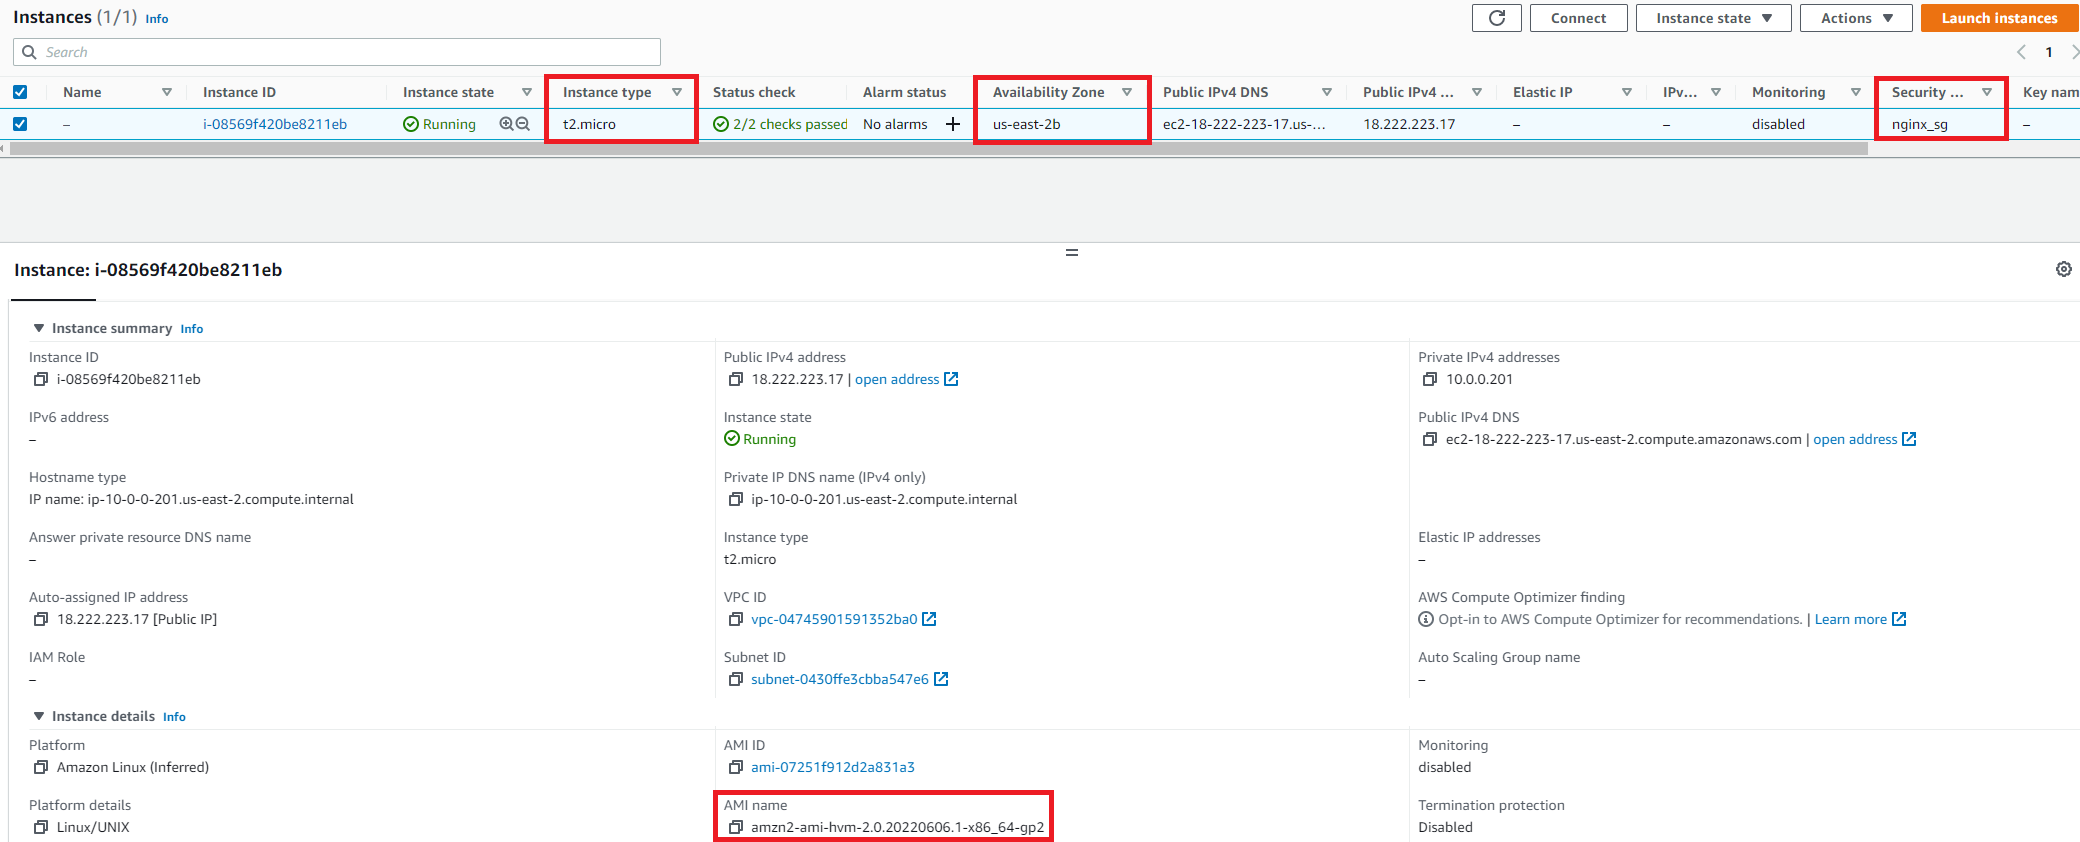 Instances (1/1) Info
Connect Instance state Actions Launch instances
Search
1
Name Instance ID Instance state Instance type Status check Alarm status Availability Zone Public IPv4 DNS Public IPv4 ... Elastic IP IPv... Monitoring Security ... Key nam
– i-08569f420be8211eb Running t2.micro 2/2 checks passed No alarms + us-east-2b ec2-18-222-223-17.us-... 18.222.223.17 – – disabled nginx_sg –
Instance: i-08569f420be8211eb
Instance summary Info
Instance ID Public IPv4 address Private IPv4 addresses
i-08569f420be8211eb 18.222.223.17 | open address 10.0.0.201
IPv6 address Instance state Public IPv4 DNS
– Running ec2-18-222-223-17.us-east-2.compute.amazonaws.com | open address
Hostname type Private IP DNS name (IPv4 only)
IP name: ip-10-0-0-201.us-east-2.compute.internal ip-10-0-0-201.us-east-2.compute.internal
Answer private resource DNS name Instance type Elastic IP addresses
– t2.micro –
Auto-assigned IP address VPC ID AWS Compute Optimizer finding
18.222.223.17 [Public IP] vpc-04745901591352ba0 Opt-in to AWS Compute Optimizer for recommendations. | Learn more
IAM Role Subnet ID Auto Scaling Group name
– subnet-0430ffe3cbba547e6 –
Instance details Info
Platform AMI ID Monitoring
Amazon Linux (Inferred) ami-07251f912d2a831a3 disabled
Platform details AMI name Termination protection
Linux/UNIX amzn2-ami-hvm-2.0.20220606.1-x86_64-gp2 Disabled